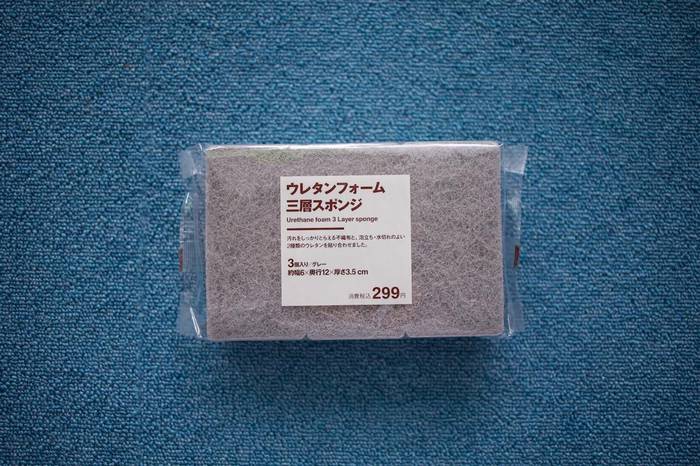 ウレタンフォーム
三層スポンジ
Urethane foam 3 Layer sponge
汚れをしっかりとらえる不織布と、泡立ち・水切れのよい
2種類のウレタンを貼り合わせました。
3個入り/グレー
約幅6×奥行12×厚さ3.5cm
消費税込299円